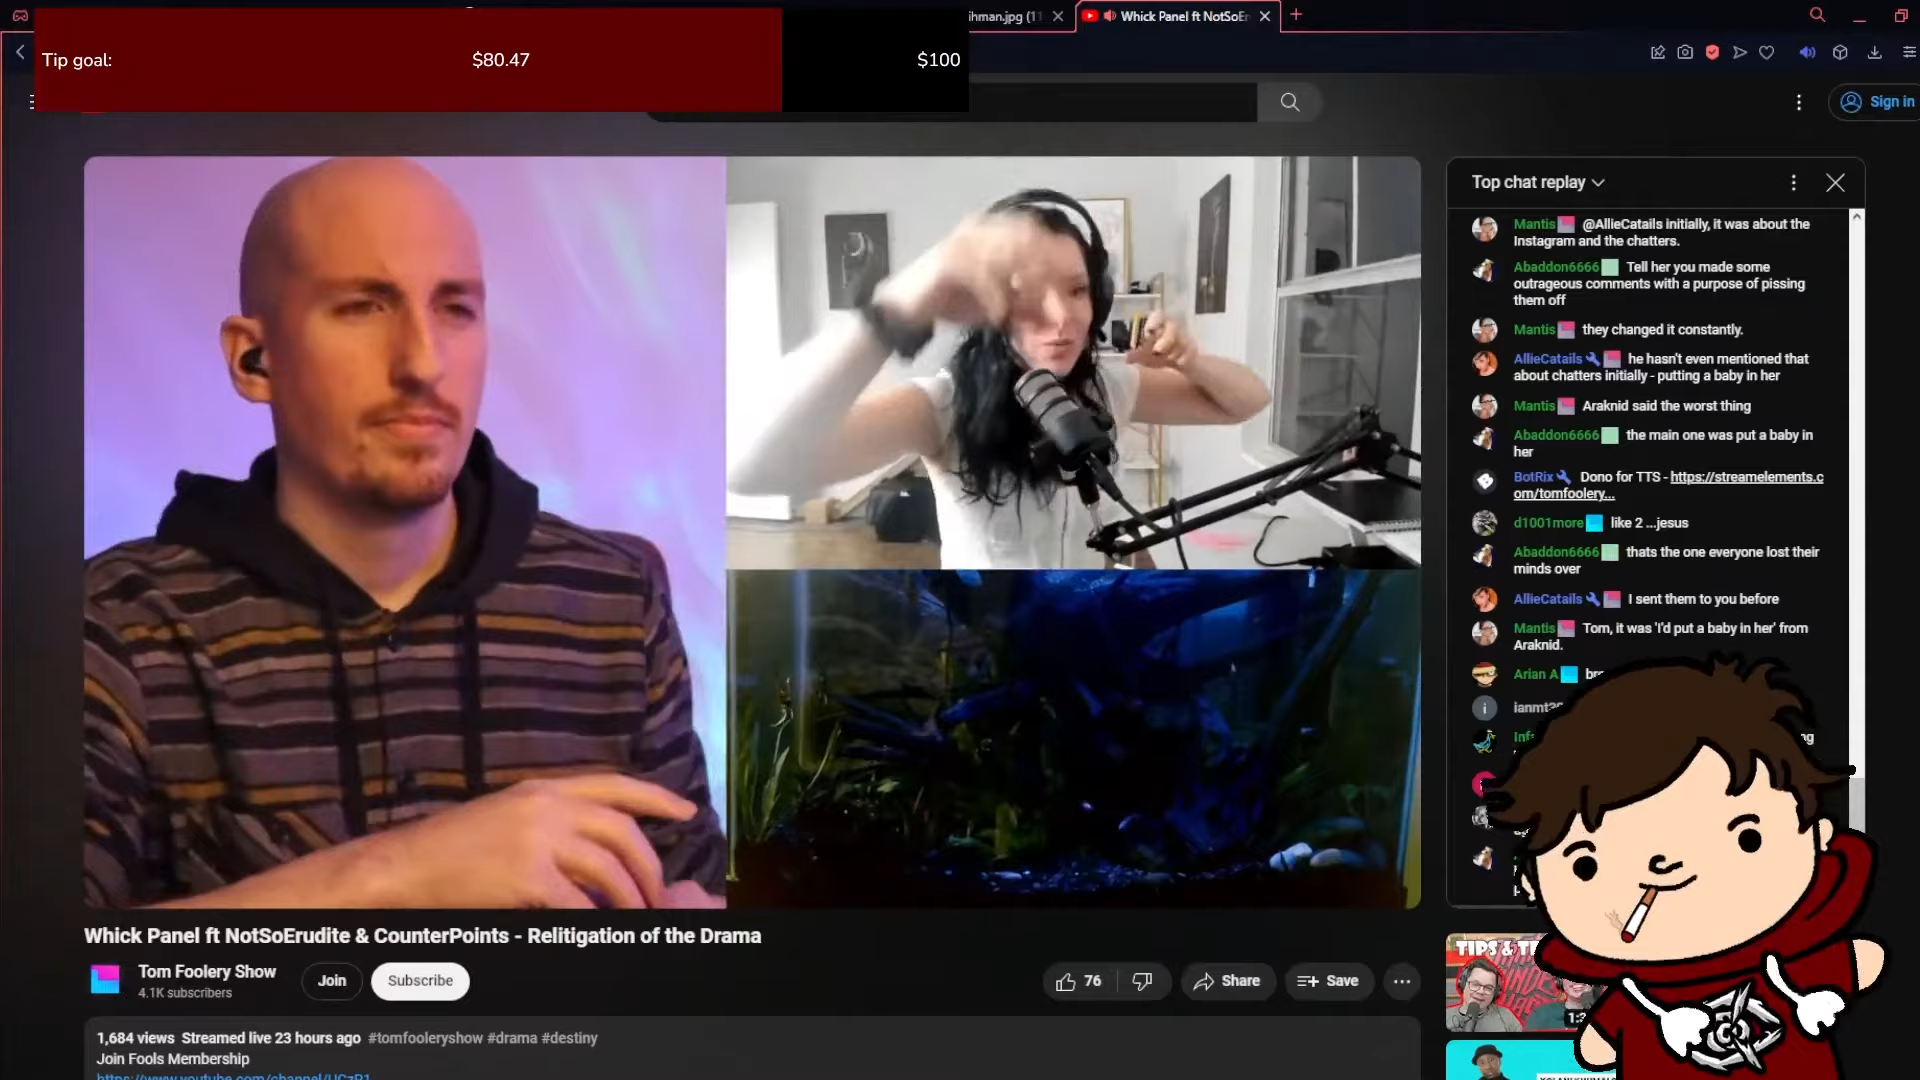 ihman.jpg (1
Whick Panel ft NotSoEr
Tip goal:
$80.47
$100
Sign in
Top chat replay
Mantis @AllieCatails initially, it was about the
Instagram and the chatters.
Abaddon6666 Tell her you made some
outrageous comments with a purpose of pissing
them off
Mantis they changed it constantly.
AllieCatails he hasn't even mentioned that
about chatters initially - putting a baby in her
Mantis Araknid said the worst thing
Abaddon6666 the main one was put a baby in
her
BotRix Dono for TTS - https://streamelements.c
om/tomfoolery...
d1001more like 2 ...jesus
Abaddon6666 thats the one everyone lost their
minds over
AllieCatails I sent them to you before
Mantis Tom, it was 'I'd put a baby in her' from
Araknid.
Arian A
Whick Panel ft NotSoErudite & CounterPoints - Relitigation of the Drama
Tom Foolery Show
4.1K subscribers
Join
Subscribe
76
Share
Save
1,684 views Streamed live 23 hours ago #tomfooleryshow #drama #destiny
Join Fools Membership
TIPS & TE